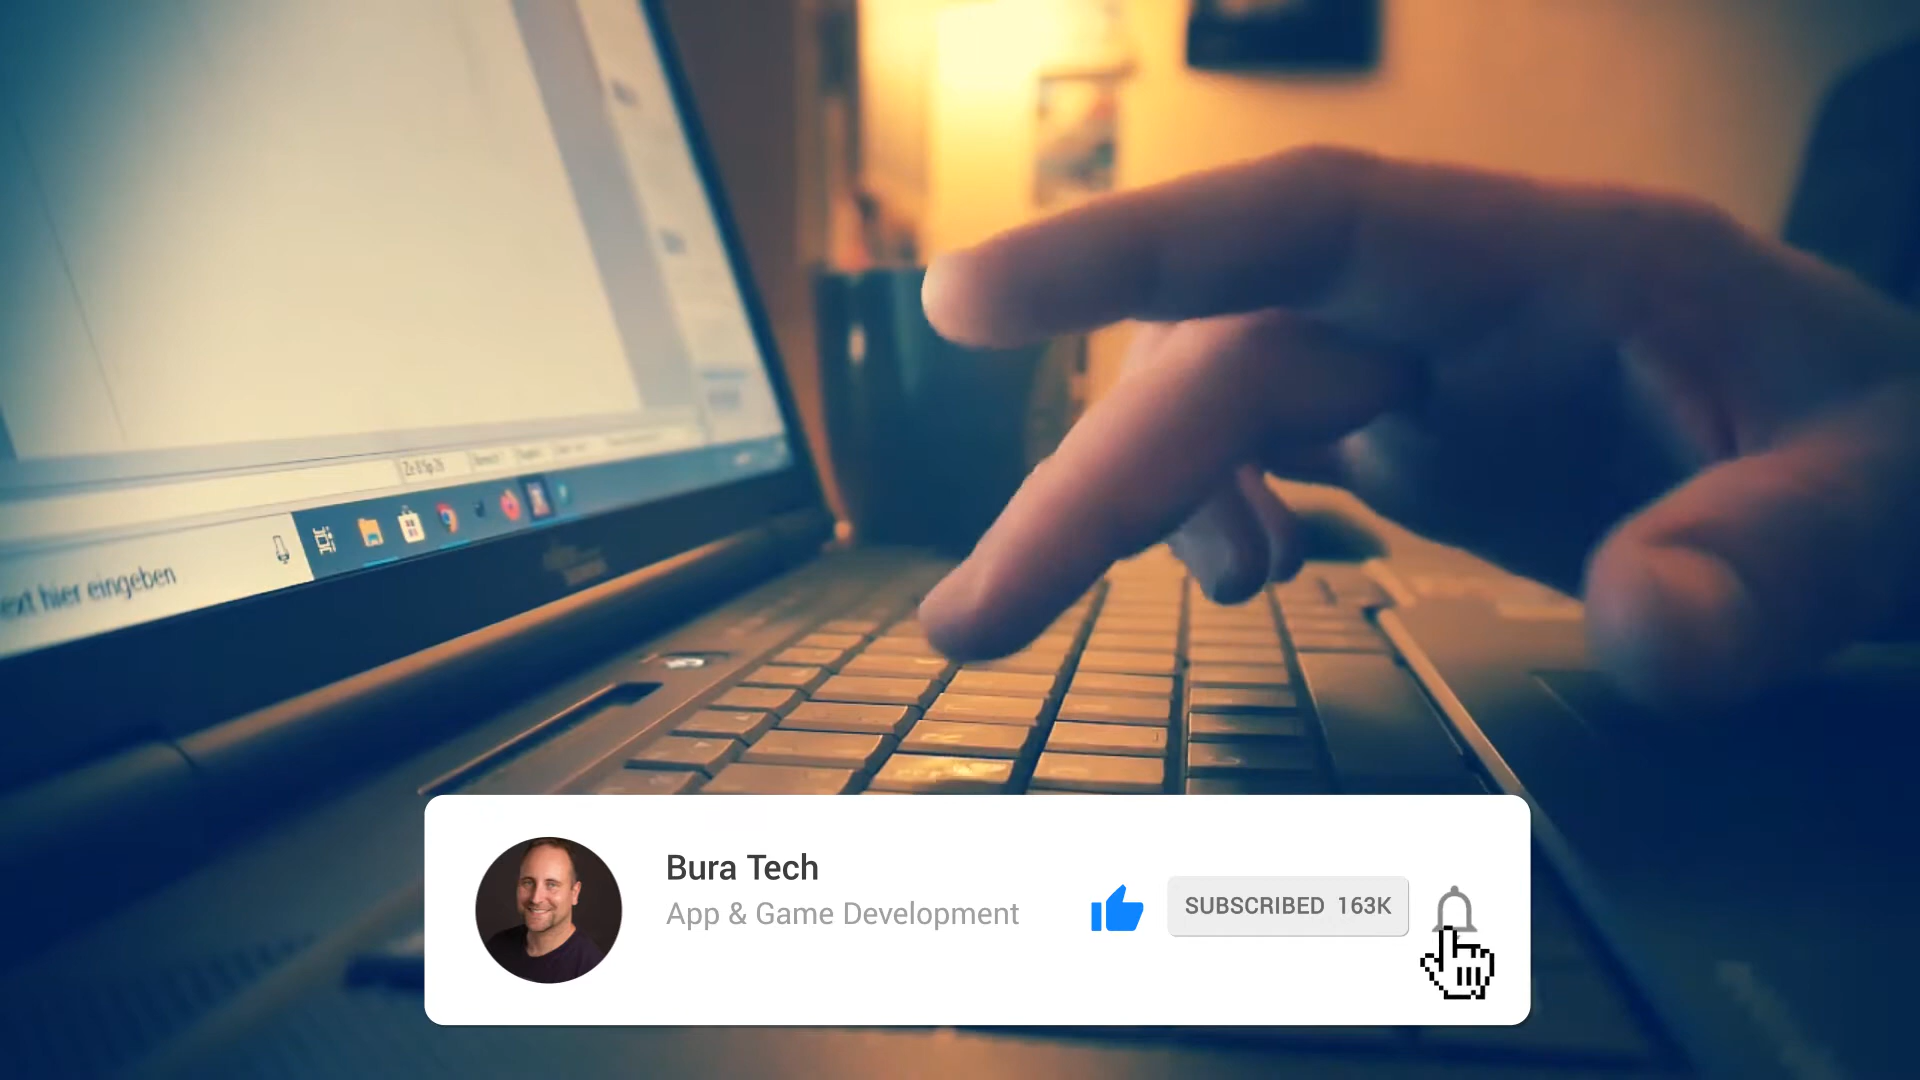 ext hier eingeben
Bura Tech
App & Game Development
SUBSCRIBED 163K